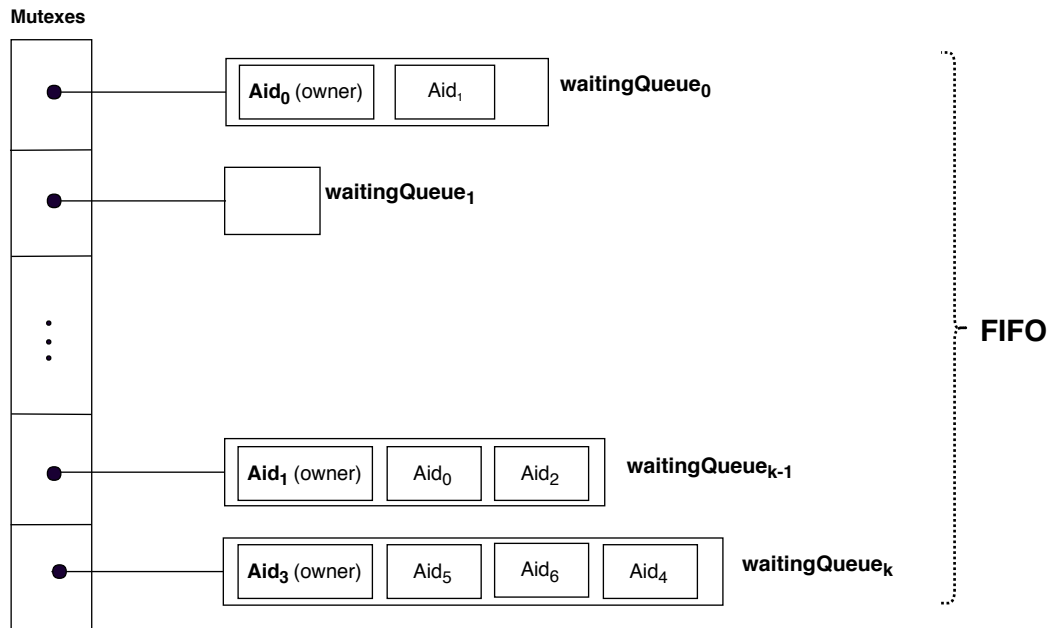 Mutexes
Aid₀ (owner) Aid₁ waitingQueue₀
waitingQueue₁
FIFO
Aid₁ (owner) Aid₀ Aid₂ waitingQueueₖ₋₁
Aid₃ (owner) Aid₅ Aid₆ Aid₄ waitingQueueₖ